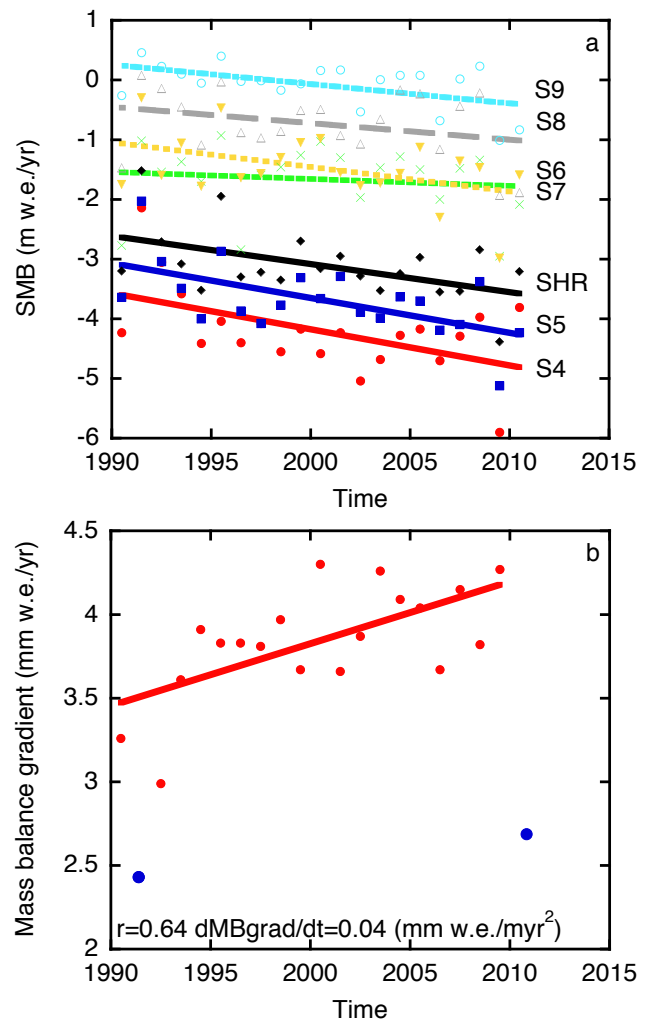 a
1
0
-1
-2
-3
-4
-5
-6
SMB (m w.e./yr)
S9
S8
S6
S7
SHR
S5
S4
1990 1995 2000 2005 2010 2015
Time
b
4.5
4
3.5
3
2.5
2
Mass balance gradient (mm w.e./yr)
r=0.64 dMBgrad/dt=0.04 (mm w.e./myr²)
1990 1995 2000 2005 2010 2015
Time